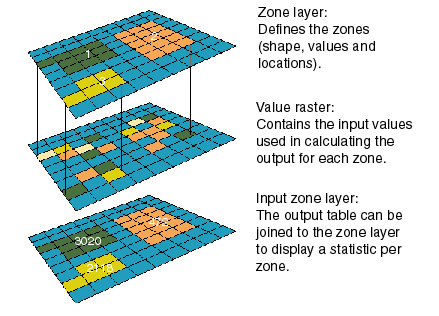 Zone layer:
Defines the zones
(shape, values and
locations).
1
Value raster:
Contains the input values
used in calculating the
output for each zone.
Input zone layer:
The output table can be
joined to the zone layer
to display a statistic per
zone.
3020
2118